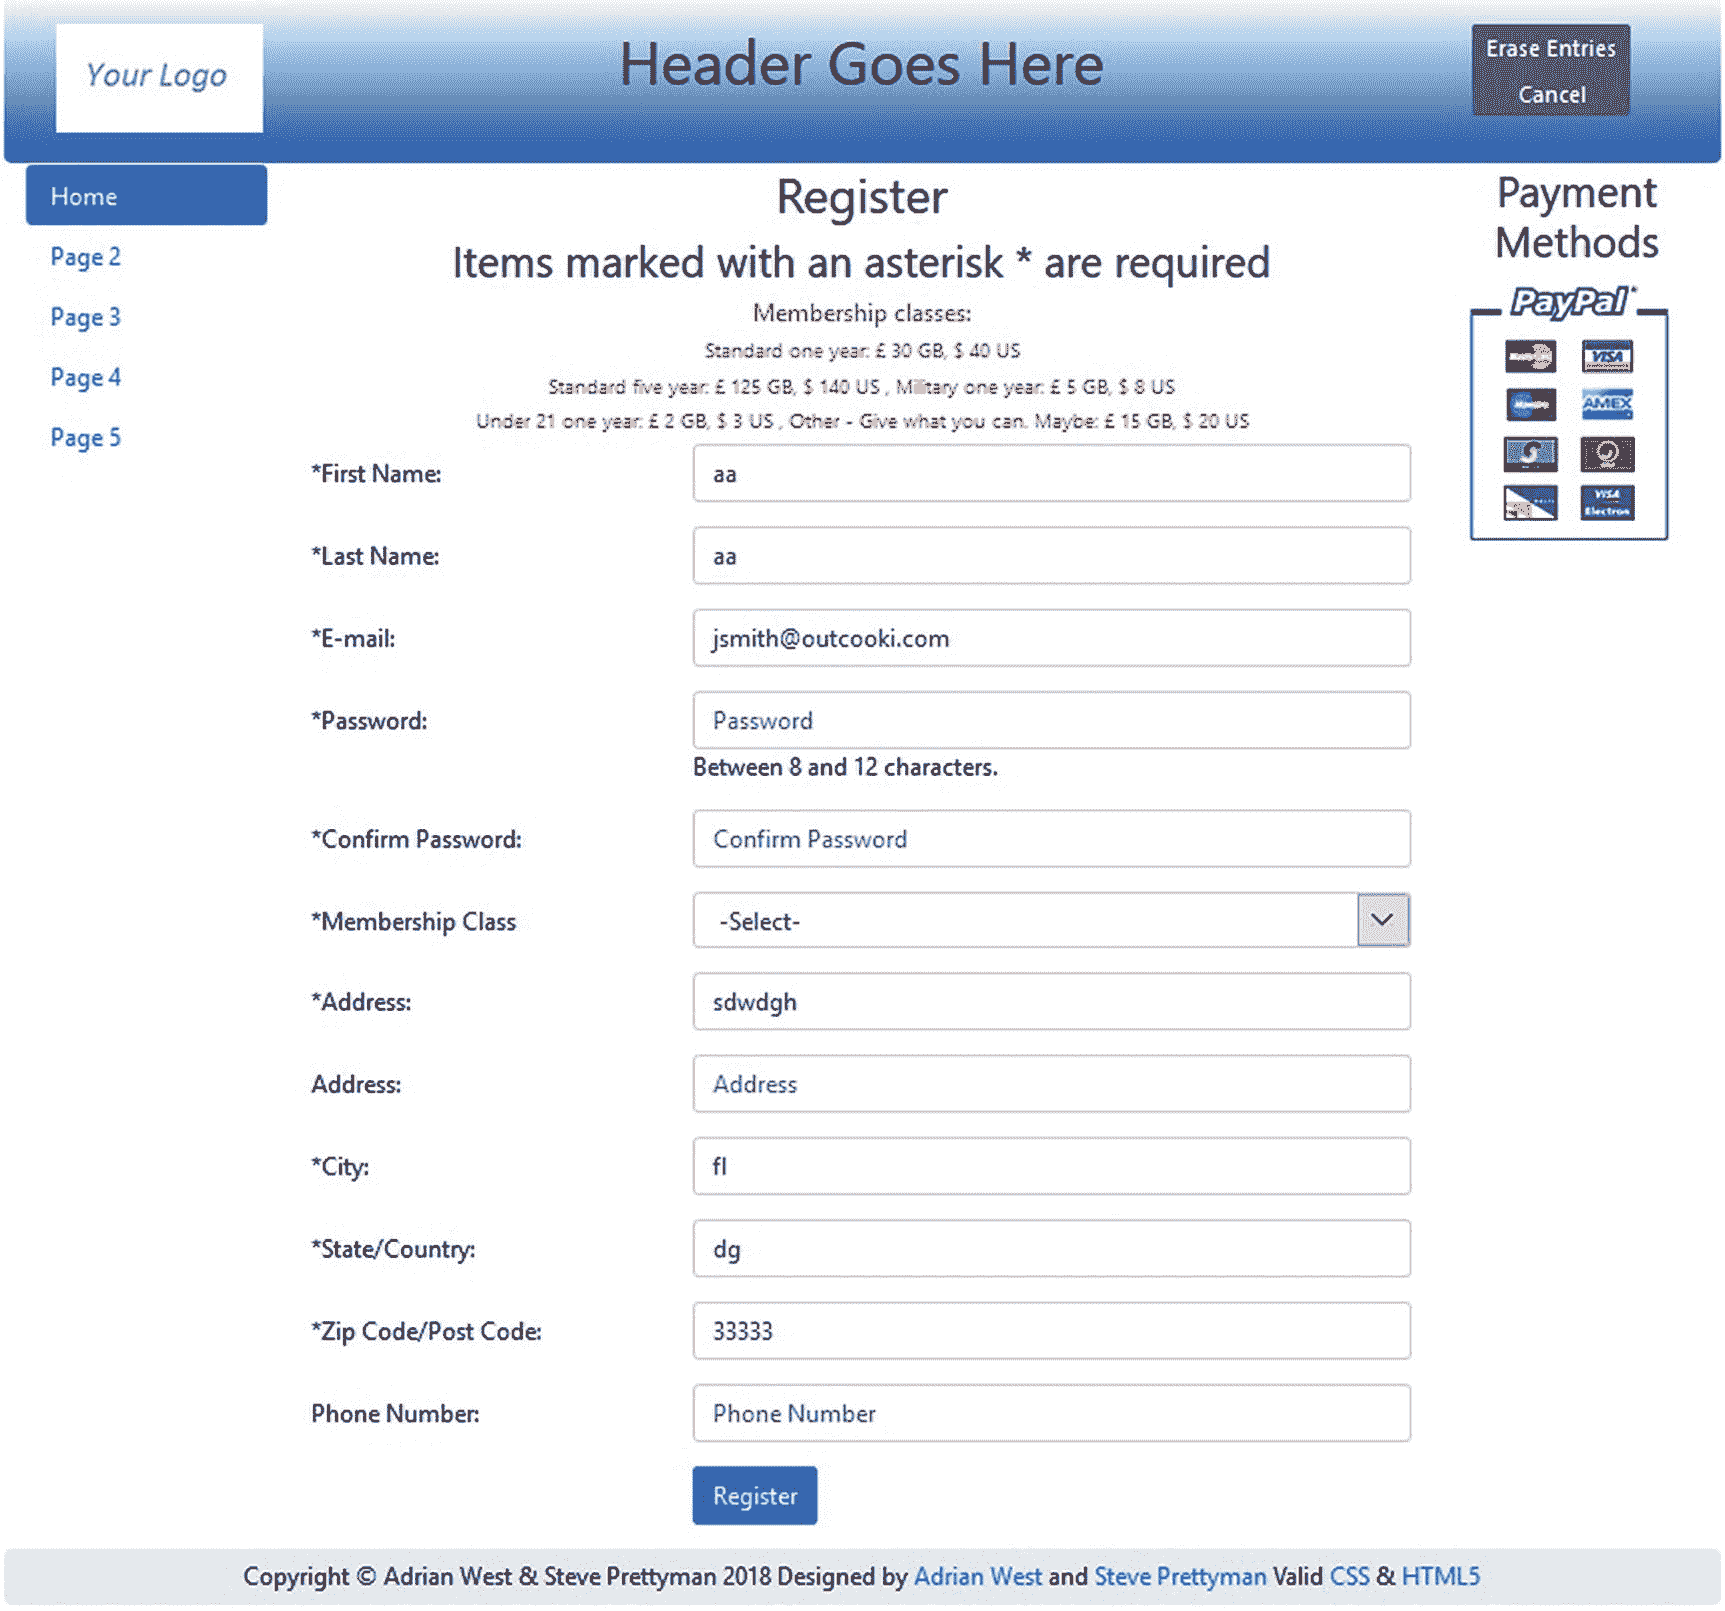 Your Logo
Header Goes Here
Erase Entries
Cancel
Home
Page 2
Page 3
Page 4
Page 5
Register
Items marked with an asterisk * are required
Membership classes:
Standard one year: £ 30 GB, $ 40 US
Standard five year: £ 125 GB, $ 140 US , Military one year: £ 5 GB, $ 8 US
Under 21 one year: £ 2 GB, $ 3 US , Other - Give what you can. Maybe: £ 15 GB, $ 20 US
*First Name: aa
*Last Name: aa
*E-mail: jsmith@outcooki.com
*Password: Password
Between 8 and 12 characters.
*Confirm Password: Confirm Password
*Membership Class -Select-
*Address: sdwdgh
Address: Address
*City: fl
*State/Country: dg
*Zip Code/Post Code: 33333
Phone Number: Phone Number
Register
Payment
Methods
PayPal
VISA
AMEX
VISA
Electron
Copyright © Adrian West & Steve Prettyman 2018 Designed by Adrian West and Steve Prettyman Valid CSS & HTML5